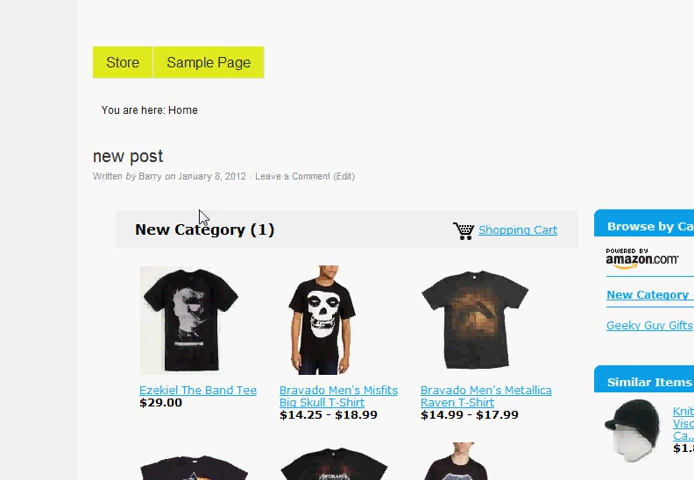 Store
Sample Page
You are here: Home
new post
Written by Barry on January 8, 2012 · Leave a Comment (Edit)
New Category (1)
Shopping Cart
Browse by Ca
POWERED BY
amazon.com
New Category
Geeky Guy Gifts
Ezekiel The Band Tee
$29.00
Bravado Men's Misfits
Big Skull T-Shirt
$14.25 - $18.99
Bravado Men's Metallica
Raven T-Shirt
$14.99 - $17.99
Similar Items
Knit
Viso
Ca...
$1.8